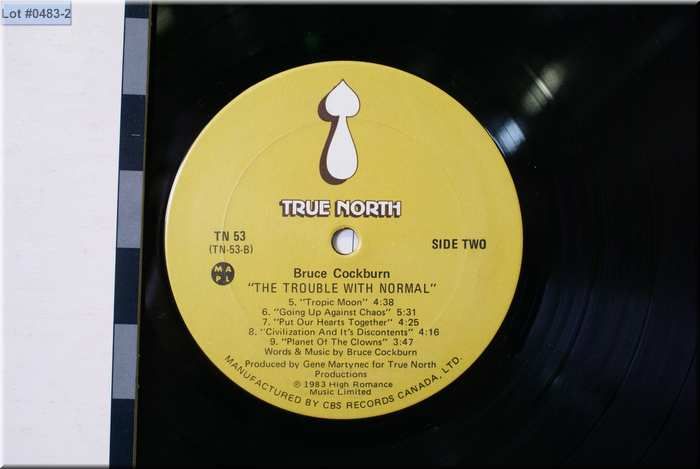 Lot #0483-2
TRUE NORTH
TN 53
(TN-53-B)
SIDE TWO
M A
P L
Bruce Cockburn
"THE TROUBLE WITH NORMAL"
5. "Tropic Moon" 4:38
6. "Going Up Against Chaos" 5:31
7. "Put Our Hearts Together" 4:25
8. "Civilization And It's Discontents" 4:16
9. "Planet Of The Clowns" 3:47
Words & Music by Bruce Cockburn
Produced by Gene Martynec for True North
Productions
© 1983 High Romance
Music Limited
MANUFACTURED BY CBS RECORDS CANADA, LTD.